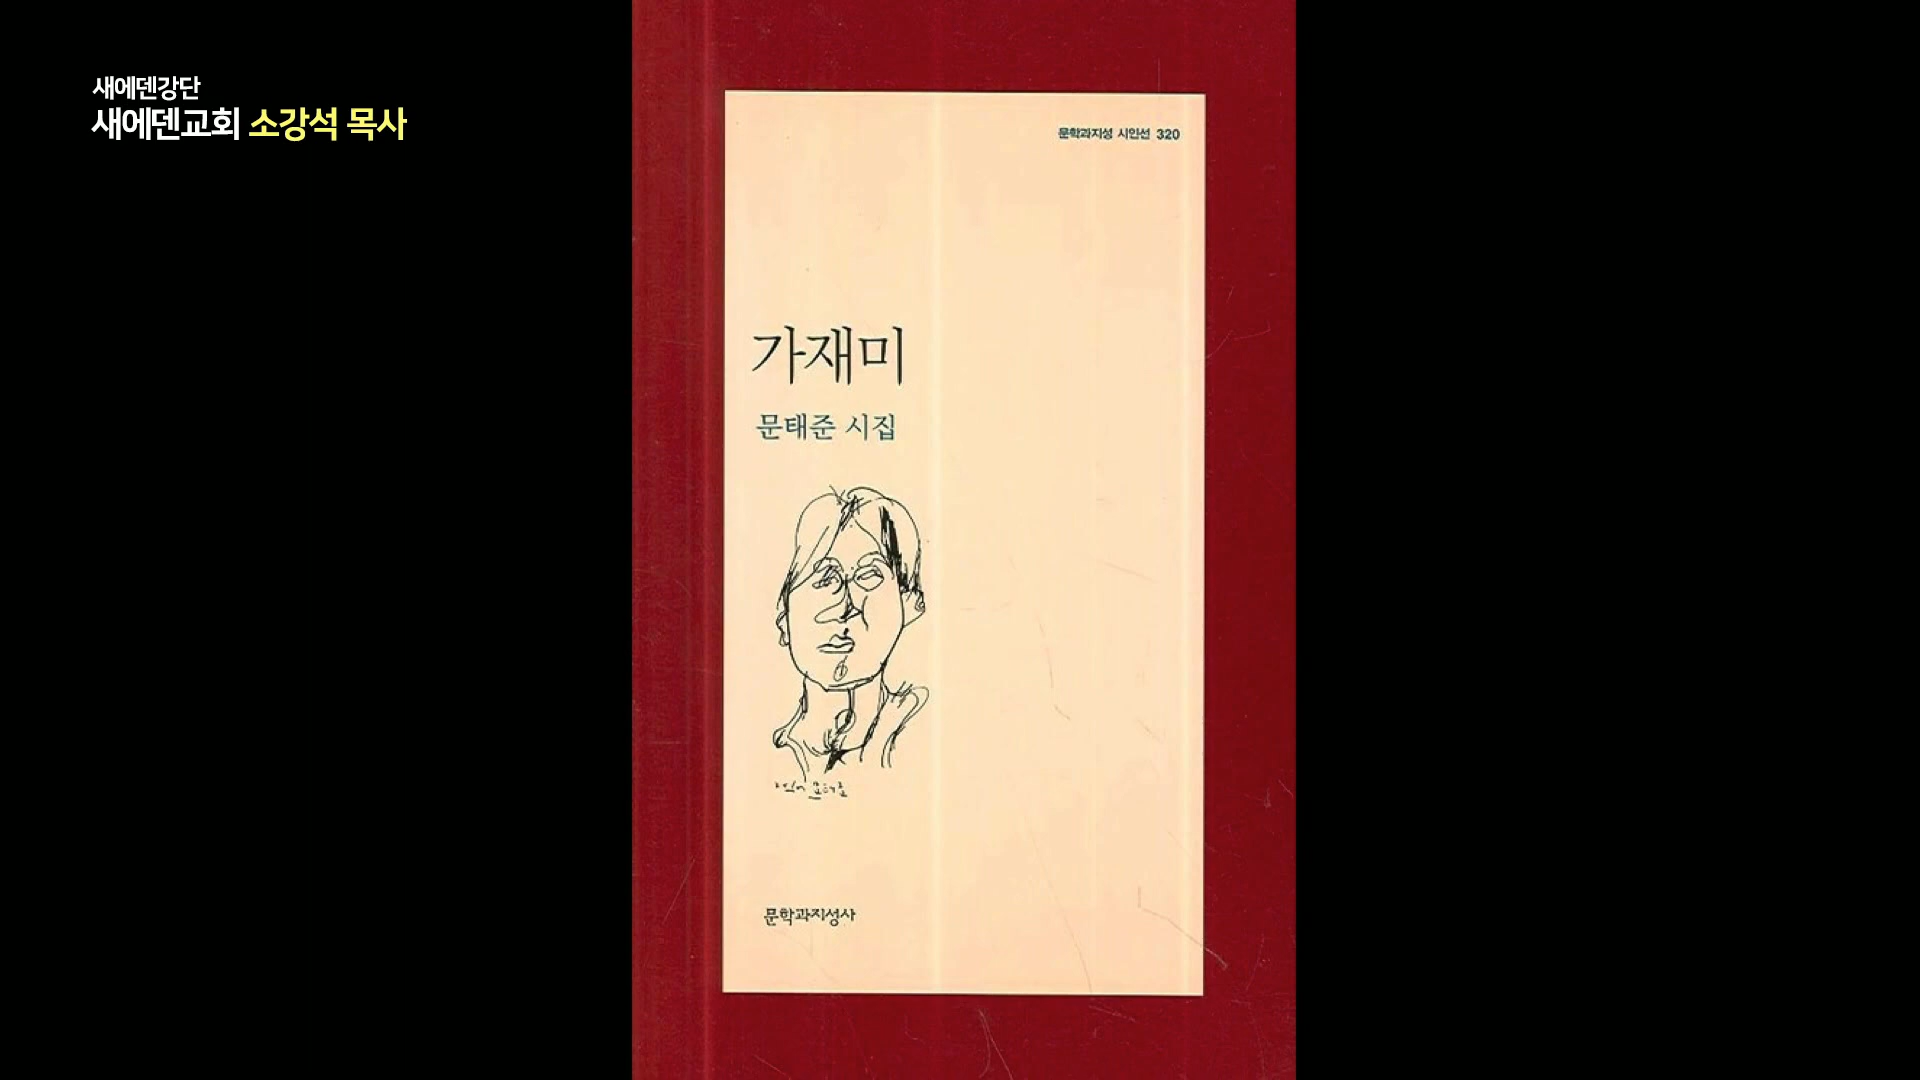 새에덴강단
새에덴교회 소강석 목사
문학과지성 시인선 320
가재미
문태준 시집
문학과지성사